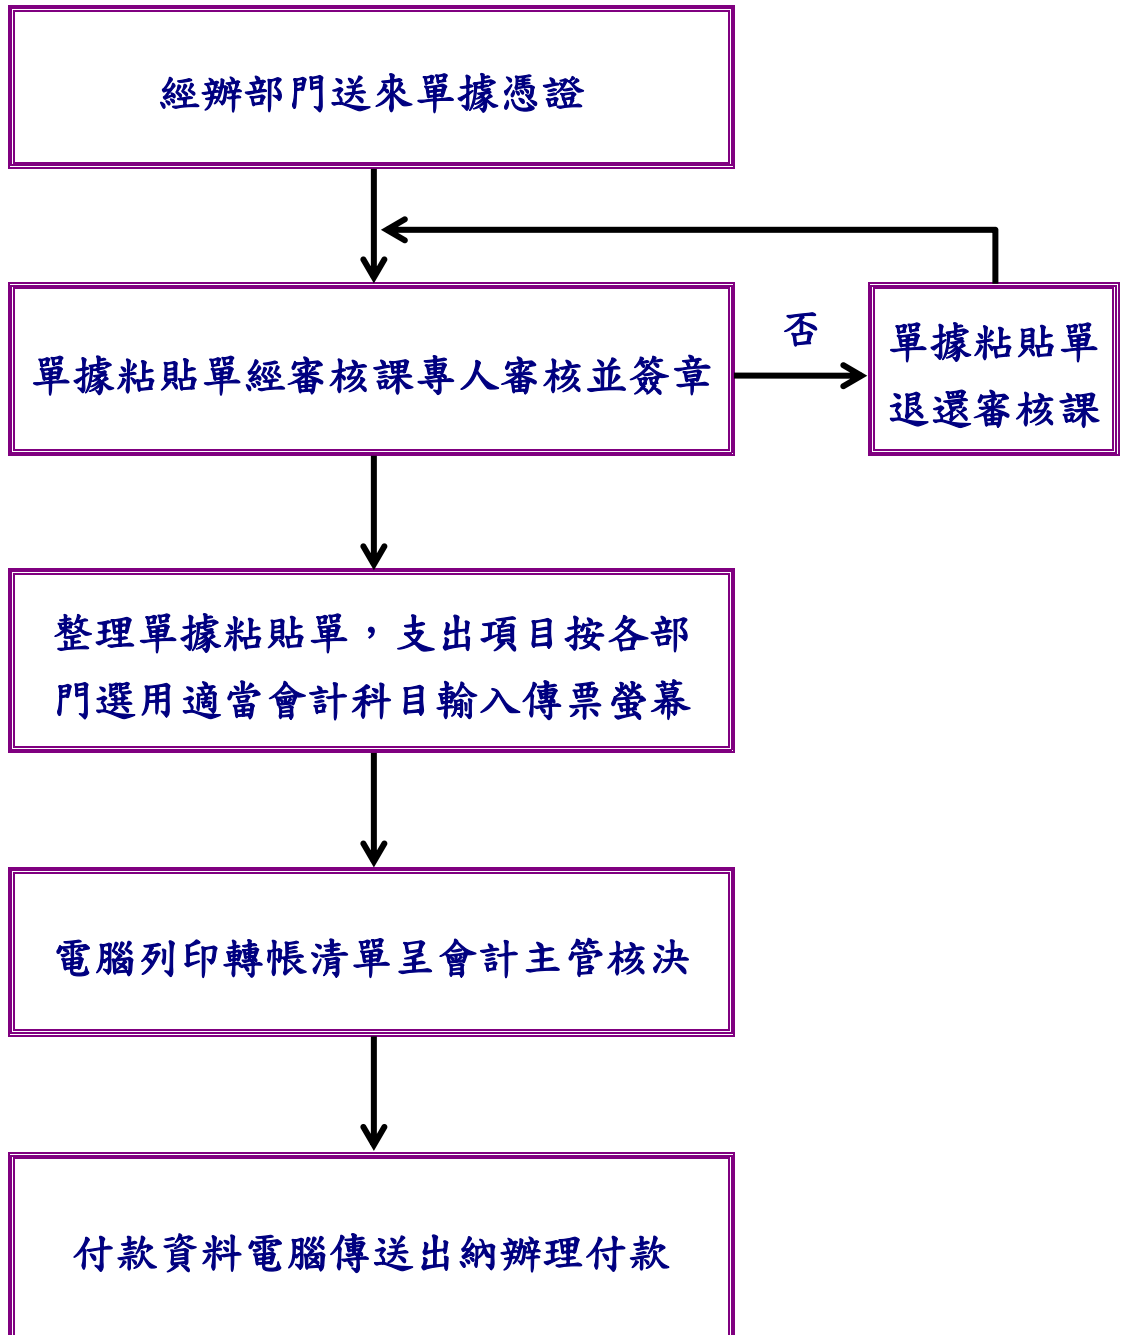 經辦部門送來單據憑證
單據粘貼單經審核課專人審核並簽章
否
單據粘貼單
退還審核課
整理單據粘貼單，支出項目按各部
門選用適當會計科目輸入傳票螢幕
電腦列印轉帳清單呈會計主管核決
付款資料電腦傳送出納辦理付款